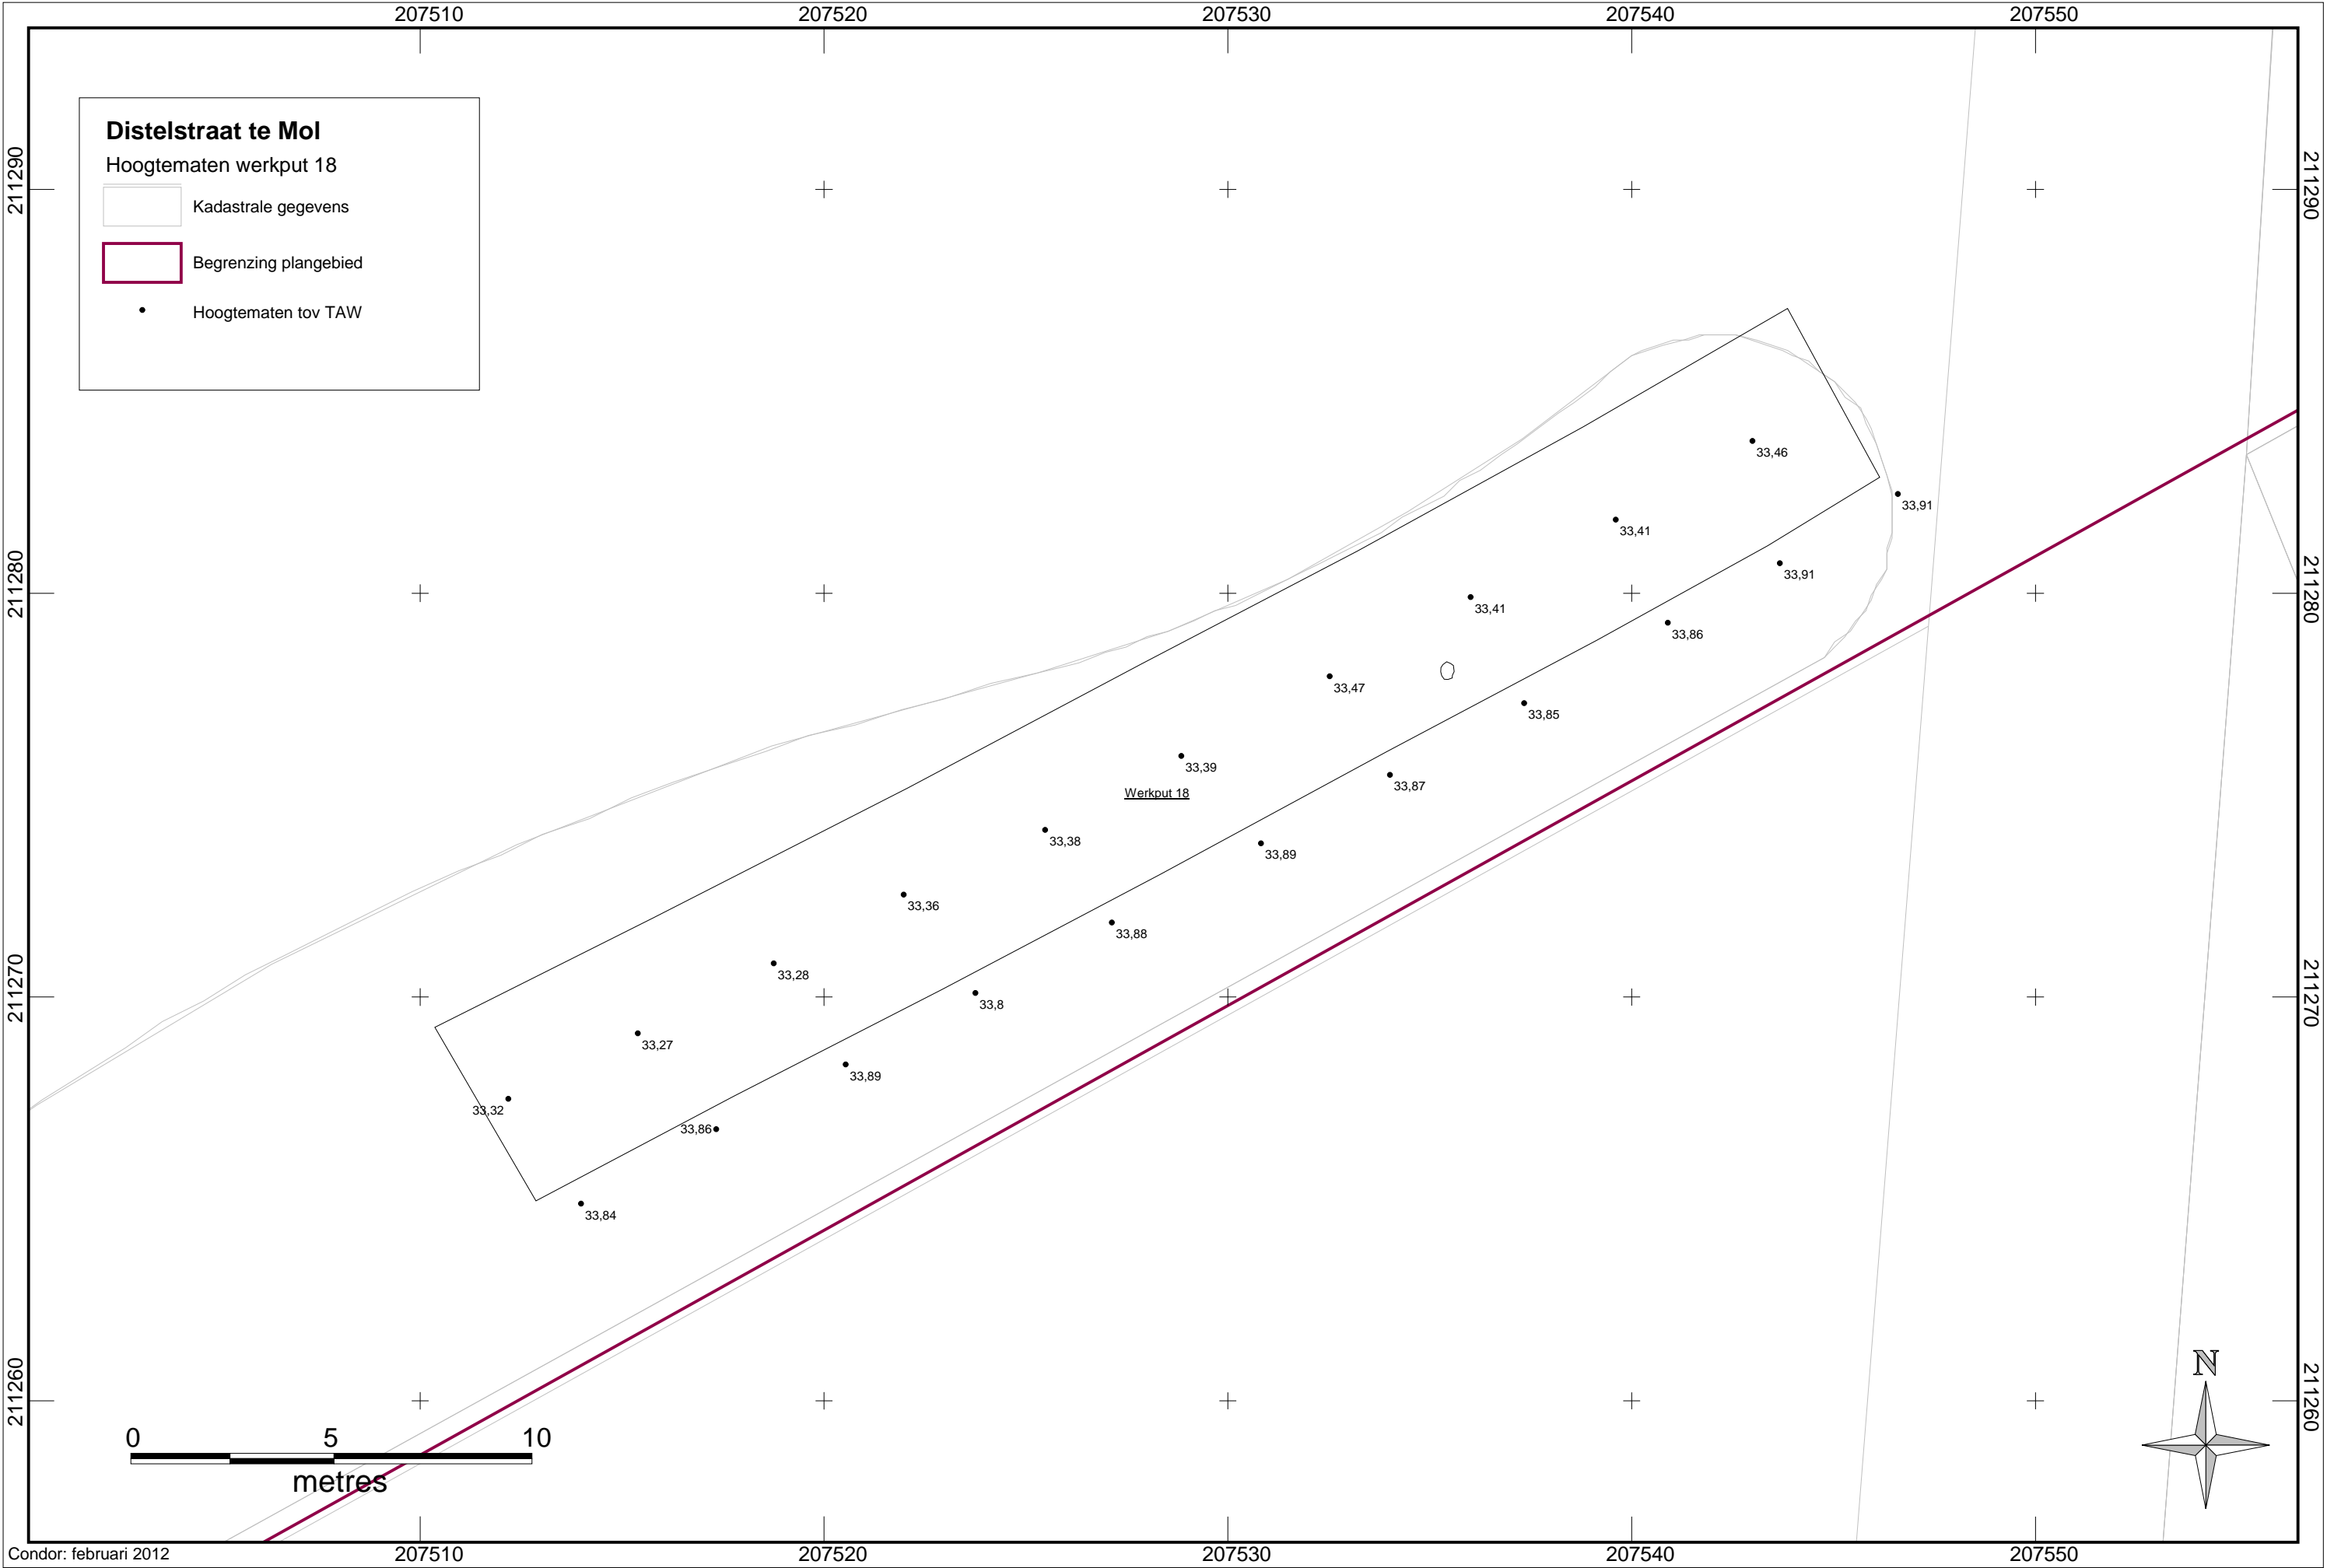 207510 207520 207530 207540 207550
Distelstraat te Mol
Hoogtematen werkput 18
Kadastrale gegevens
Begrenzing plangebied
Hoogtematen tov TAW
211290
211290
211280
211280
211270
211270
211260
211260
33,46
33,91
33,41
33,91
33,41
33,86
33,47
33,85
33,39
33,87
Werkput 18
33,38
33,89
33,36
33,88
33,28
33,8
33,27
33,89
33,32
33,86
33,84
N
0 5 10
metres
Condor: februari 2012
207510 207520 207530 207540 207550